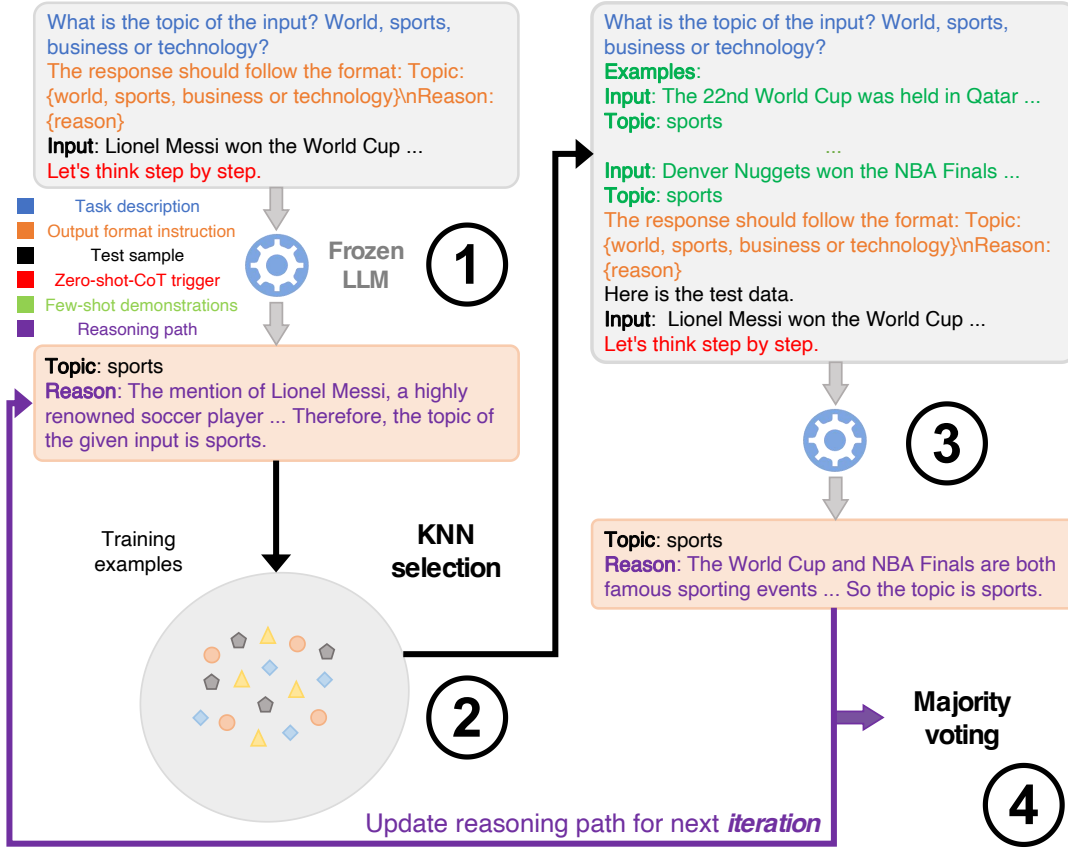 What is the topic of the input? World, sports,
business or technology?
The response should follow the format: Topic:
{world, sports, business or technology}\nReason:
{reason}
Input: Lionel Messi won the World Cup ...
Let's think step by step.
Task description
Output format instruction
Test sample
Zero-shot-CoT trigger
Few-shot demonstrations
Reasoning path
Frozen
LLM
1
Topic: sports
Reason: The mention of Lionel Messi, a highly
renowned soccer player ... Therefore, the topic of
the given input is sports.
Training
examples
KNN
selection
2
What is the topic of the input? World, sports,
business or technology?
Examples:
Input: The 22nd World Cup was held in Qatar ...
Topic: sports
...
Input: Denver Nuggets won the NBA Finals ...
Topic: sports
The response should follow the format: Topic:
{world, sports, business or technology}\nReason:
{reason}
Here is the test data.
Input: Lionel Messi won the World Cup ...
Let's think step by step.
3
Topic: sports
Reason: The World Cup and NBA Finals are both
famous sporting events ... So the topic is sports.
Majority
voting
4
Update reasoning path for next iteration